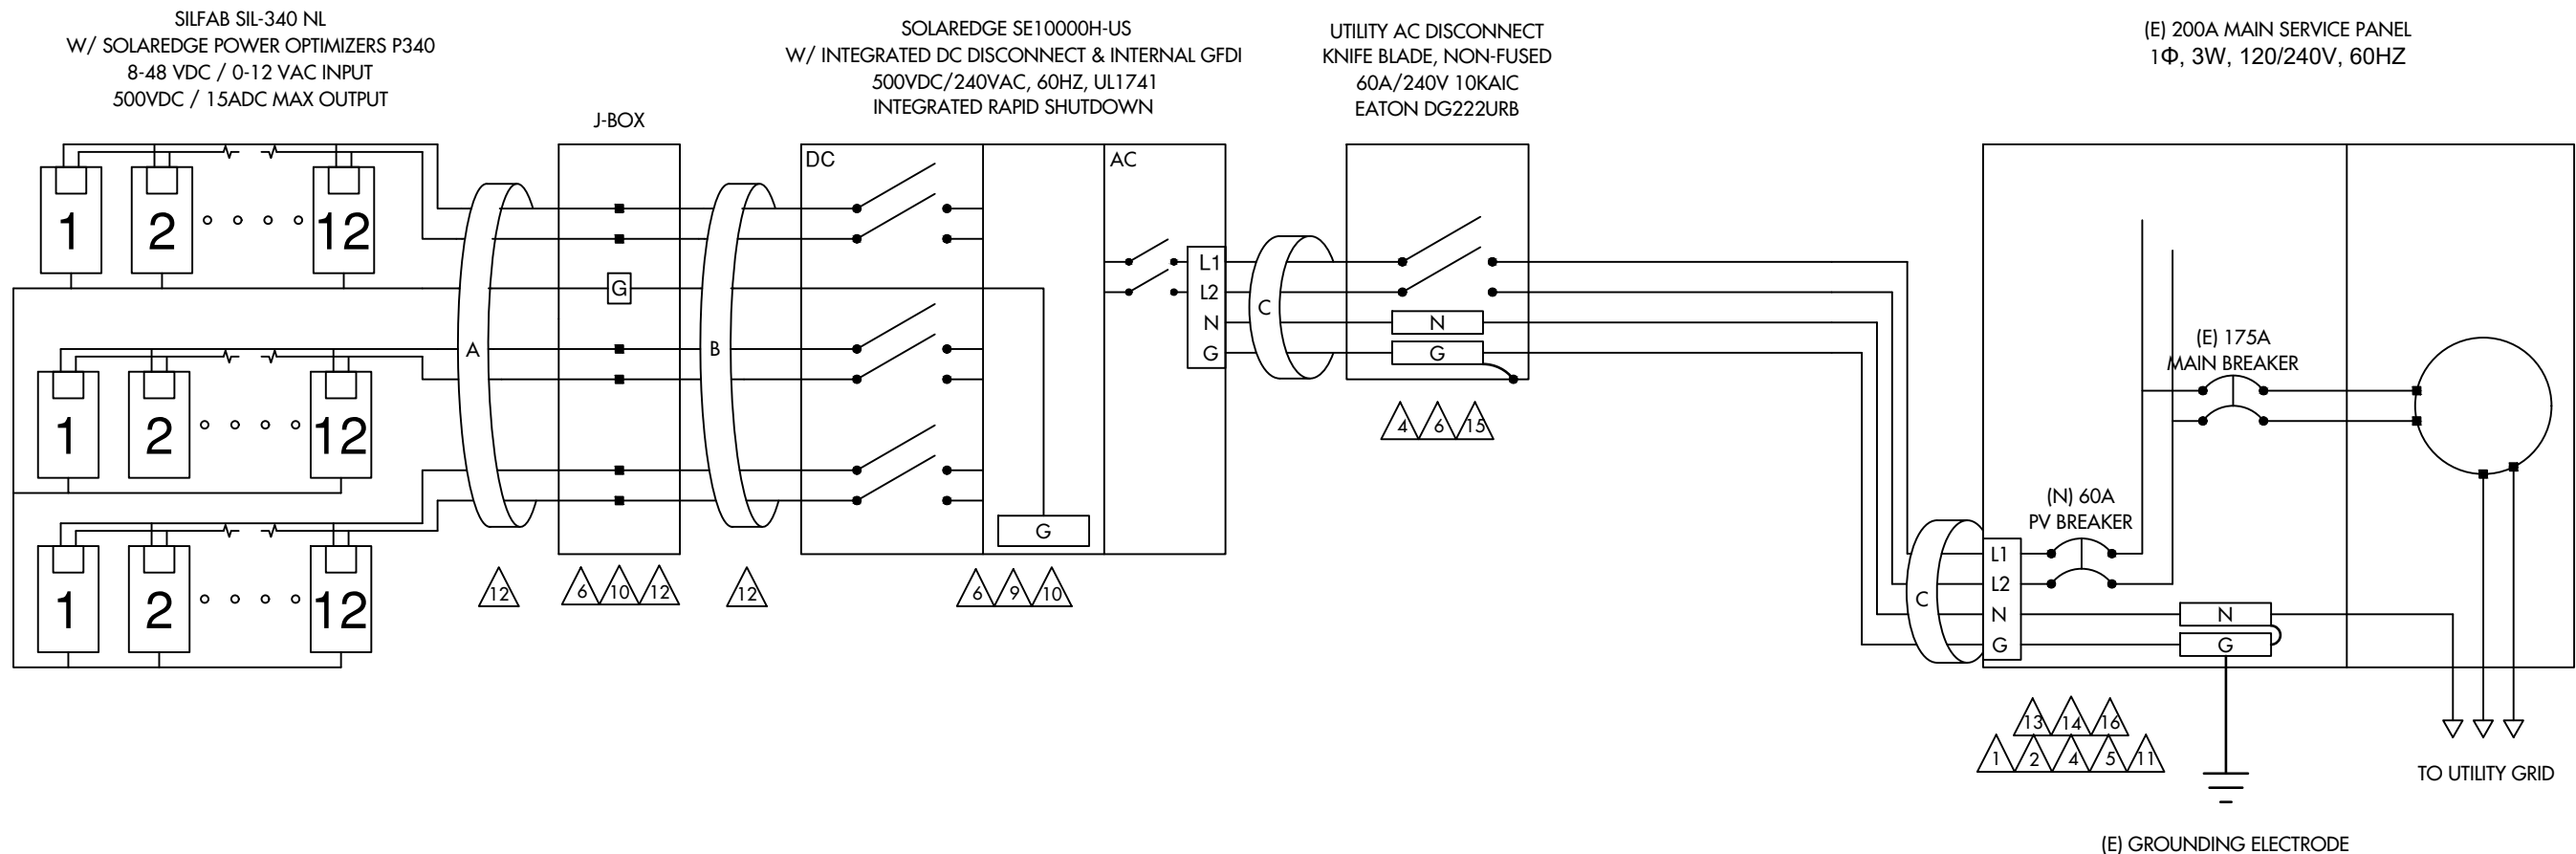 SILFAB SIL-340 NL
W/ SOLAREDGE POWER OPTIMIZERS P340
8-48 VDC / 0-12 VAC INPUT
500VDC / 15ADC MAX OUTPUT
J-BOX
SOLAREDGE SE10000H-US
W/ INTEGRATED DC DISCONNECT & INTERNAL GFDI
500VDC/240VAC, 60HZ, UL1741
INTEGRATED RAPID SHUTDOWN
UTILITY AC DISCONNECT
KNIFE BLADE, NON-FUSED
60A/240V 10KAIC
EATON DG222URB
(E) 200A MAIN SERVICE PANEL
1Φ, 3W, 120/240V, 60HZ
1 2 12
1 2 12
1 2 12
A
G
B
DC
AC
G
L1
L2
N
G
C
N
G
(E) 175A
MAIN BREAKER
(N) 60A
PV BREAKER
C
L1
L2
N
G
N
G
12
6 10 12
12
6 9 10
4 6 15
13 14 16
1 2 4 5 11
TO UTILITY GRID
(E) GROUNDING ELECTRODE